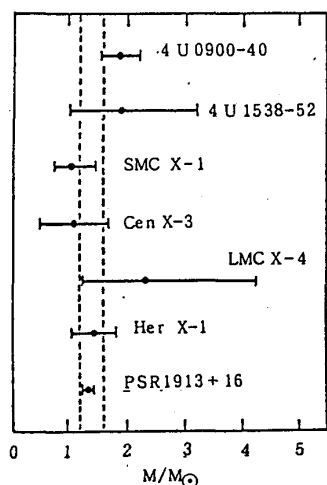 4 U 0900-40
4 U 1538-52
SMC X-1
Cen X-3
LMC X-4
Her X-1
PSR1913+16
0 1 2 3 4 5
M/M☉